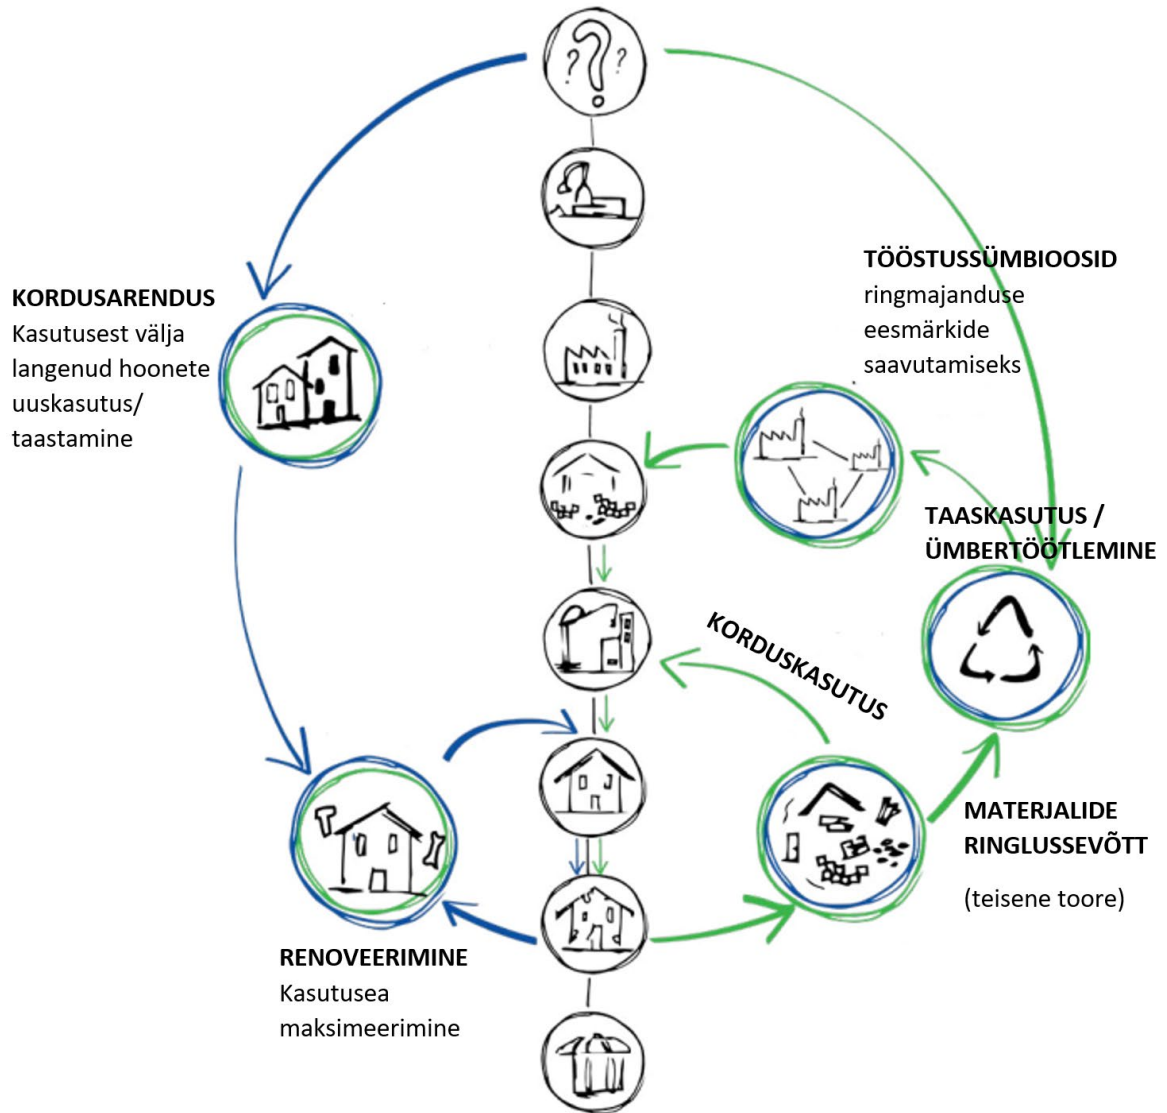 ? ? ?
KORDUSARENDUS
Kasutusest välja
langenud hoonete
uuskasutus/
taastamine
TÖÖSTUSSÜMBIOOSID
ringmajanduse
eesmärkide
saavutamiseks
TAASKASUTUS /
ÜMBERTÖÖTLEMINE
KORDUSKASUTUS
MATERJALIDE
RINGLUSSEVÕTT
(teisene toore)
RENOVEERIMINE
Kasutusea
maksimeerimine